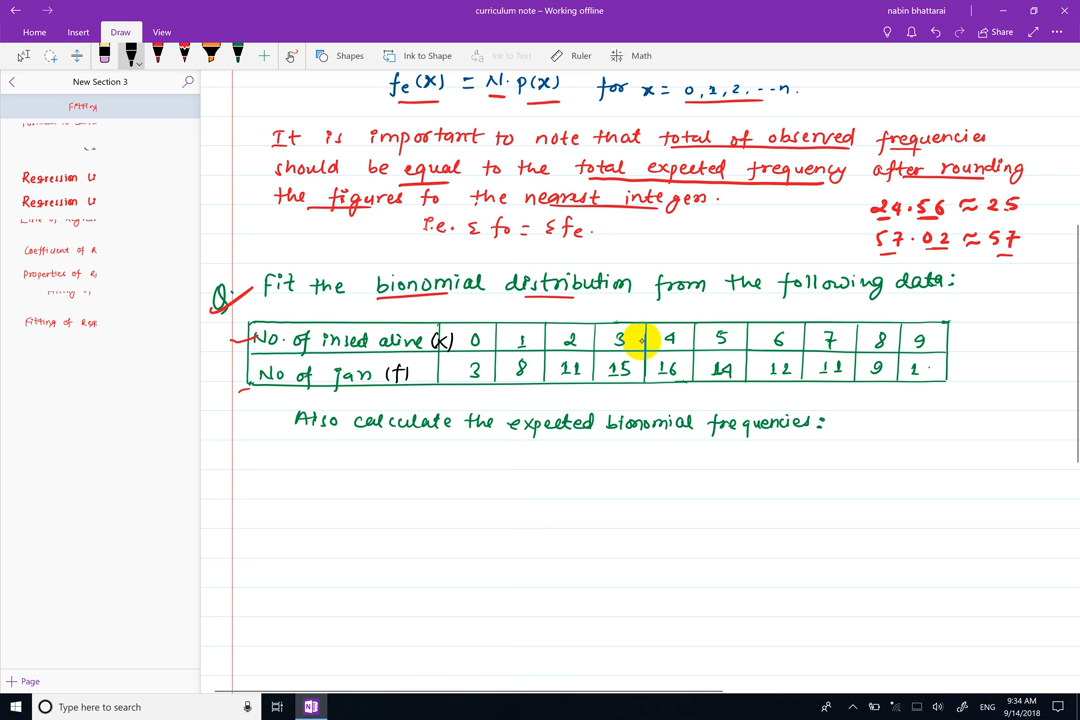 curriculum note – Working offline
nabin bhattarai
Home Insert Draw View
Share
Shapes Ink to Shape Ink to Text Ruler Math
New Section 3
Fitting
Regression Li
Regression Li
Coefficient of R
Properties of R
Fitting of Regr
Page
fe(x) = N. p(x) for x = 0,1,2,...n.
It is important to note that total of observed frequencies
should be equal to the total expected frequency after rounding
the figures to the nearest integer.
24.56 ≈ 25
i.e. Σ fo = Σ fe.
57.02 ≈ 57
Q. Fit the bionomial distribution from the following data:
No. of insed alive (x) 0 1 2 3 4 5 6 7 8 9
No of jars (f) 3 8 11 15 16 14 12 11 9 1.
Also calculate the expected bionomial frequencies:
Type here to search
ENG
9:34 AM
9/14/2018